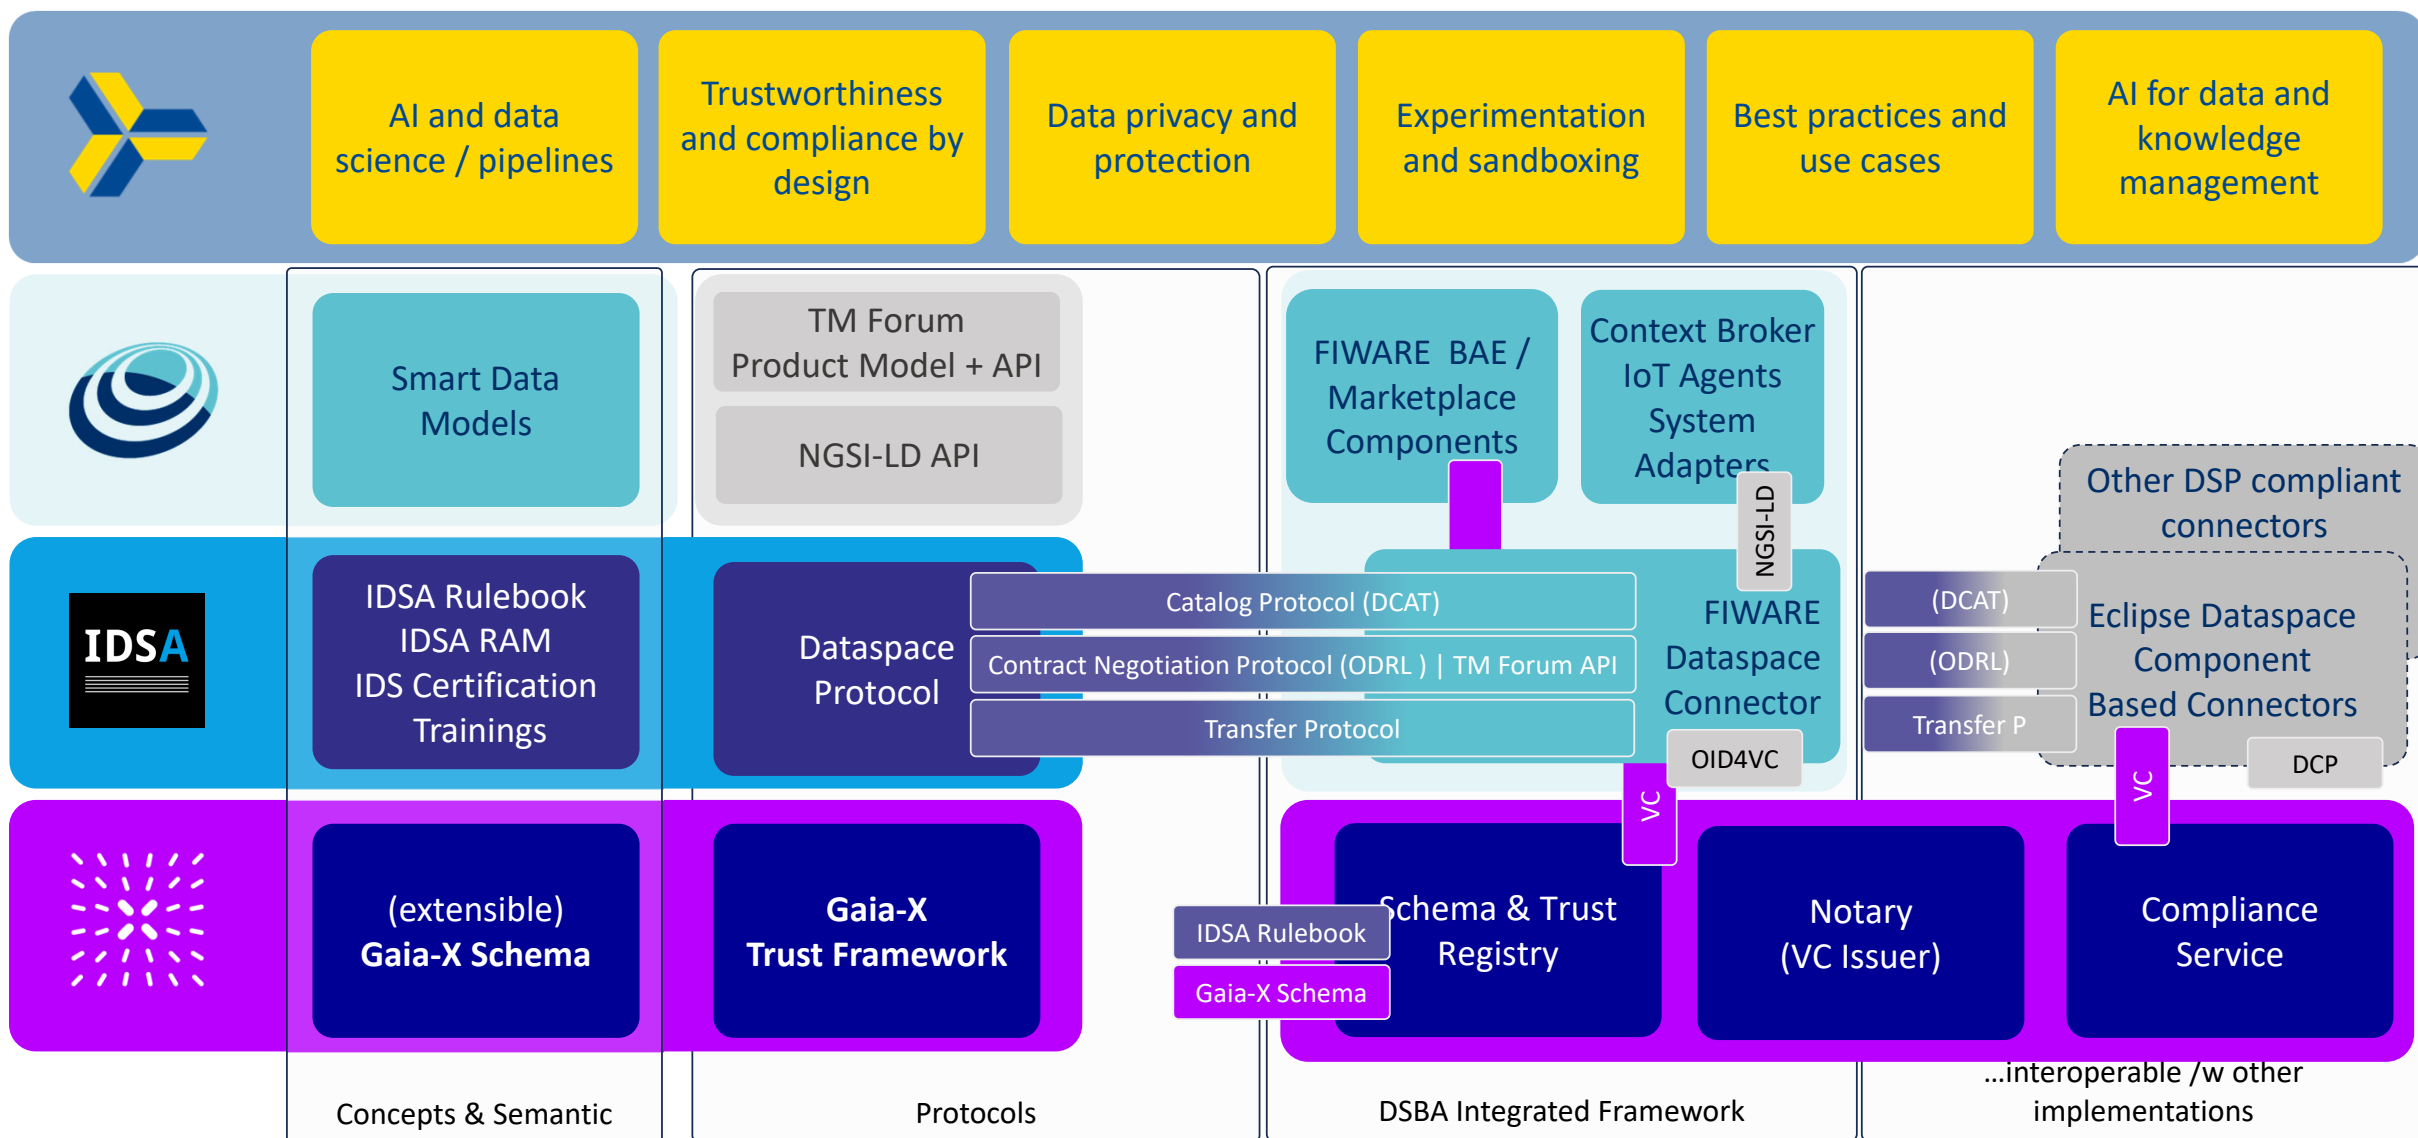 AI and data
science / pipelines
Trustworthiness
and compliance by
design
Data privacy and
protection
Experimentation
and sandboxing
Best practices and
use cases
AI for data and
knowledge
management
Smart Data
Models
TM Forum
Product Model + API
NGSI-LD API
FIWARE BAE /
Marketplace
Components
Context Broker
IoT Agents
System
Adapters
NGSI-LD
Other DSP compliant
connectors
IDSA
IDSA Rulebook
IDSA RAM
IDS Certification
Trainings
Dataspace
Protocol
Catalog Protocol (DCAT)
Contract Negotiation Protocol (ODRL ) | TM Forum API
Transfer Protocol
FIWARE
Dataspace
Connector
OID4VC
(DCAT)
(ODRL)
Transfer P
Eclipse Dataspace
Component
Based Connectors
DCP
VC
VC
(extensible)
Gaia-X Schema
Gaia-X
Trust Framework
IDSA Rulebook
Gaia-X Schema
Schema & Trust
Registry
Notary
(VC Issuer)
Compliance
Service
Concepts & Semantic
Protocols
DSBA Integrated Framework
...interoperable /w other
implementations